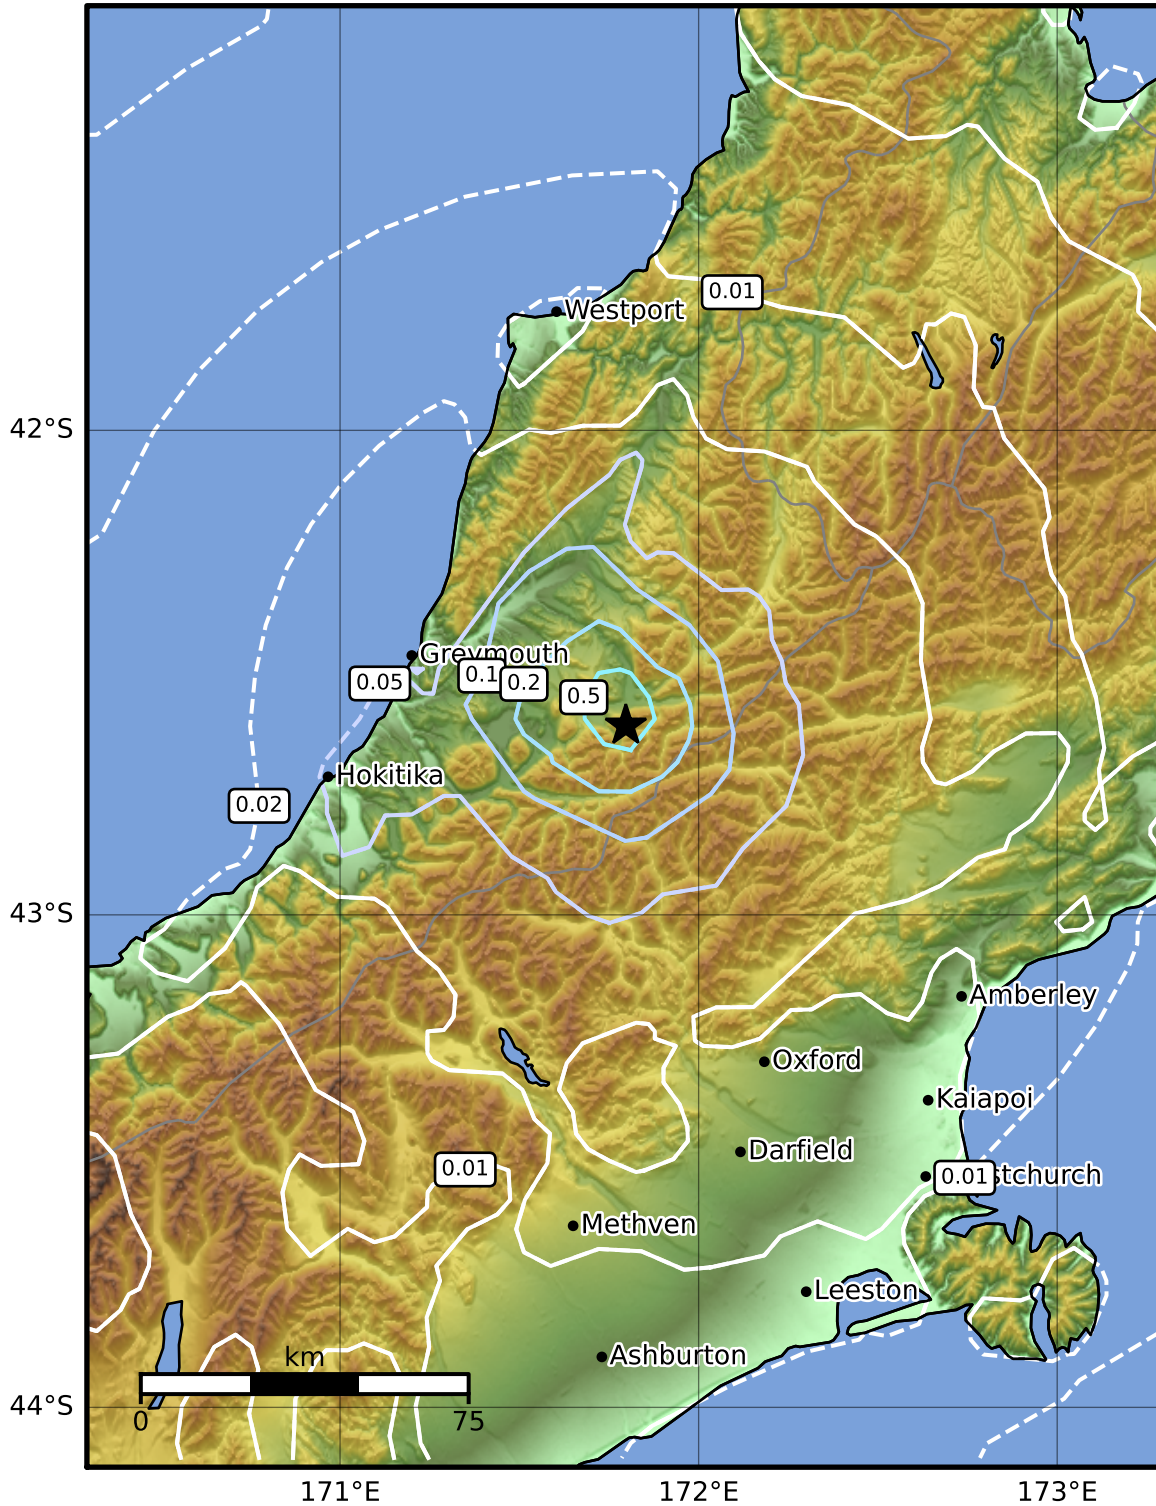 0.01
Westport
42°S
Greymouth
0.05
0.1
0.2
0.5
Hokitika
0.02
43°S
Amberley
Oxford
Kaiapoi
Darfield
0.01
0.01
stchurch
Methven
Leeston
km
Ashburton
0
75
44°S
171°E
172°E
173°E